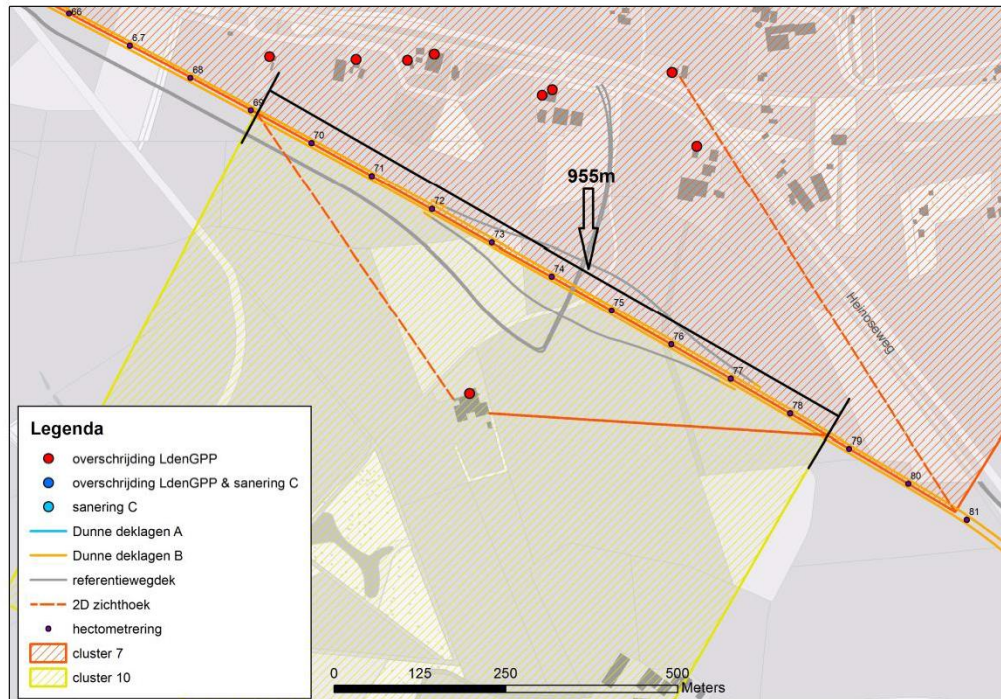 66
6.7
68
69
70
71
72
73
74
75
76
77
78
79
80
81
955m
Heinoseweg
Legenda
overschrijding LdenGPP
overschrijding LdenGPP & sanering C
sanering C
Dunne deklagen A
Dunne deklagen B
referentiewegdek
2D zichthoek
hectometrering
cluster 7
cluster 10
0 125 250 500
Meters